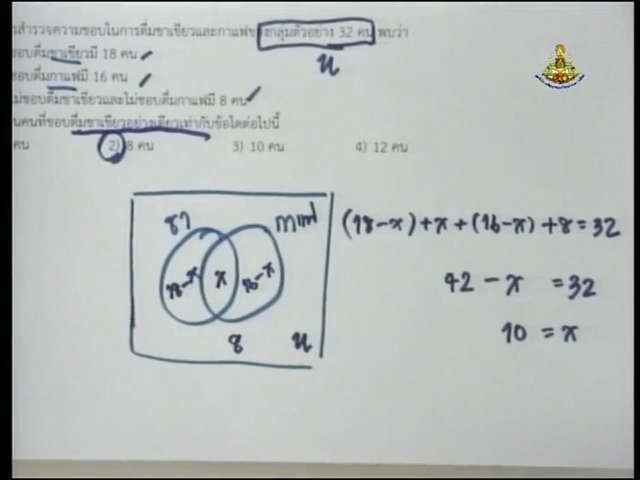 รสำรวจความชอบในการดื่มชาเขียวและกาแฟของกลุ่มตัวอย่าง 32 คน พบว่า
ชอบดื่มชาเขียวมี 18 คน
u
ชอบดื่มกาแฟมี 16 คน
ไม่ชอบดื่มชาเขียวและไม่ชอบดื่มกาแฟมี 8 คน
นคนที่ชอบดื่มชาเขียวอย่างเดียวเท่ากับข้อใดต่อไปนี้
คน 2) 8 คน 3) 10 คน 4) 12 คน
ชา กาแฟ (18-x)+x+(16-x)+8=32
18-x x 16-x 42 - x = 32
8 u 10 = x